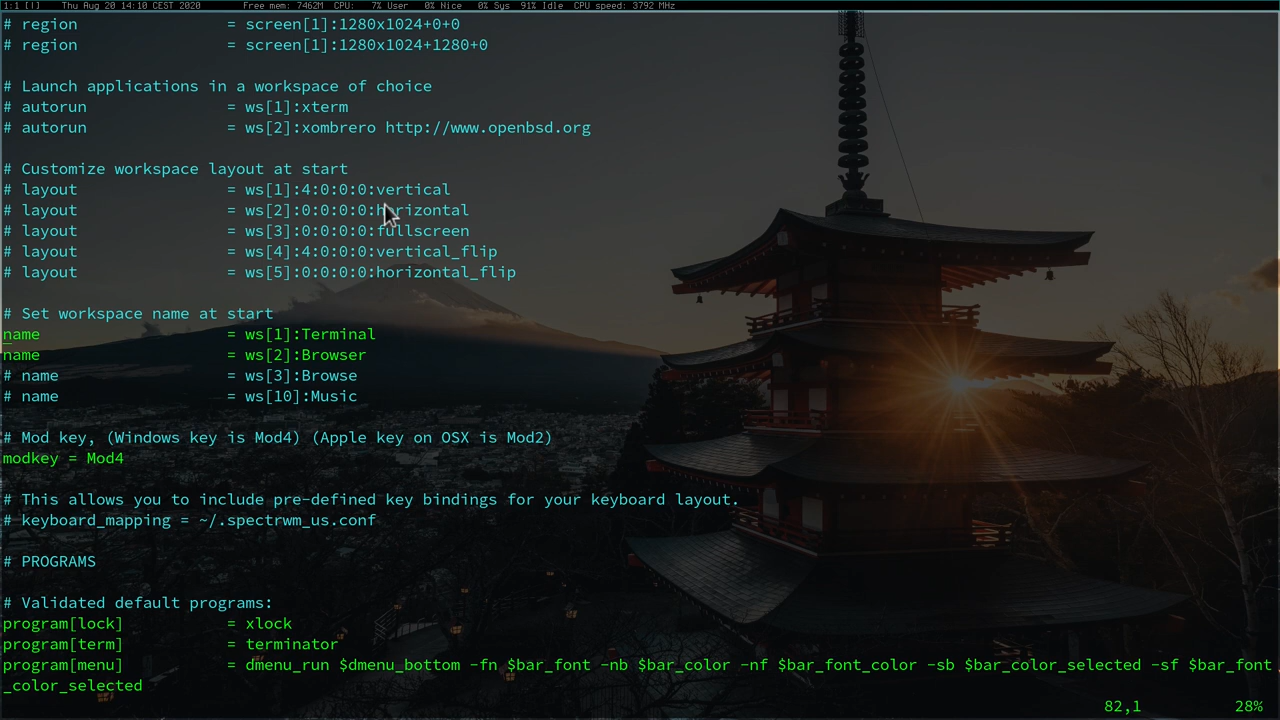 1:1 [|]    Thu Aug 20 14:10 CEST 2020    Free mem: 7462M  CPU:   7% User   0% Nice   0% Sys  91% Idle  CPU speed: 3792 MHz
# region                = screen[1]:1280x1024+0+0
# region                = screen[1]:1280x1024+1280+0
# Launch applications in a workspace of choice
# autorun               = ws[1]:xterm
# autorun               = ws[2]:xombrero http://www.openbsd.org
# Customize workspace layout at start
# layout                = ws[1]:4:0:0:0:vertical
# layout                = ws[2]:0:0:0:0:horizontal
# layout                = ws[3]:0:0:0:0:fullscreen
# layout                = ws[4]:4:0:0:0:vertical_flip
# layout                = ws[5]:0:0:0:0:horizontal_flip
# Set workspace name at start
name                    = ws[1]:Terminal
name                    = ws[2]:Browser
# name                  = ws[3]:Browse
# name                  = ws[10]:Music
# Mod key, (Windows key is Mod4) (Apple key on OSX is Mod2)
modkey = Mod4
# This allows you to include pre-defined key bindings for your keyboard layout.
# keyboard_mapping = ~/.spectrwm_us.conf
# PROGRAMS
# Validated default programs:
program[lock]           = xlock
program[term]           = terminator
program[menu]           = dmenu_run $dmenu_bottom -fn $bar_font -nb $bar_color -nf $bar_font_color -sb $bar_color_selected -sf $bar_font
_color_selected
82,1          28%